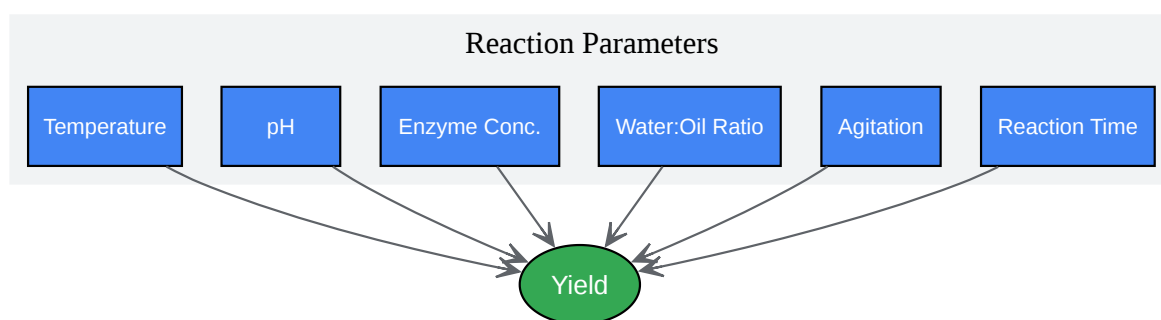 Reaction Parameters
Temperature
pH
Enzyme Conc.
Water:Oil Ratio
Agitation
Reaction Time
Yield